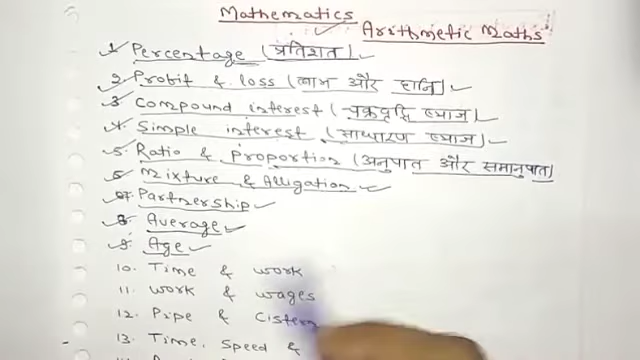 Mathematics
Arithmetic Maths
1. Percentage (प्रतिशत)
2. Profit & loss (लाभ और हानि)
3. Compound interest (चक्रवृद्धि ब्याज)
4. Simple interest (साधारण ब्याज)
5. Ratio & proportion (अनुपात और समानुपात)
6. Mixture & Alligation
7. Partnership
8. Average
9. Age
10. Time & work
11. Work & wages
12. Pipe & Cistern
13. Time, Speed &